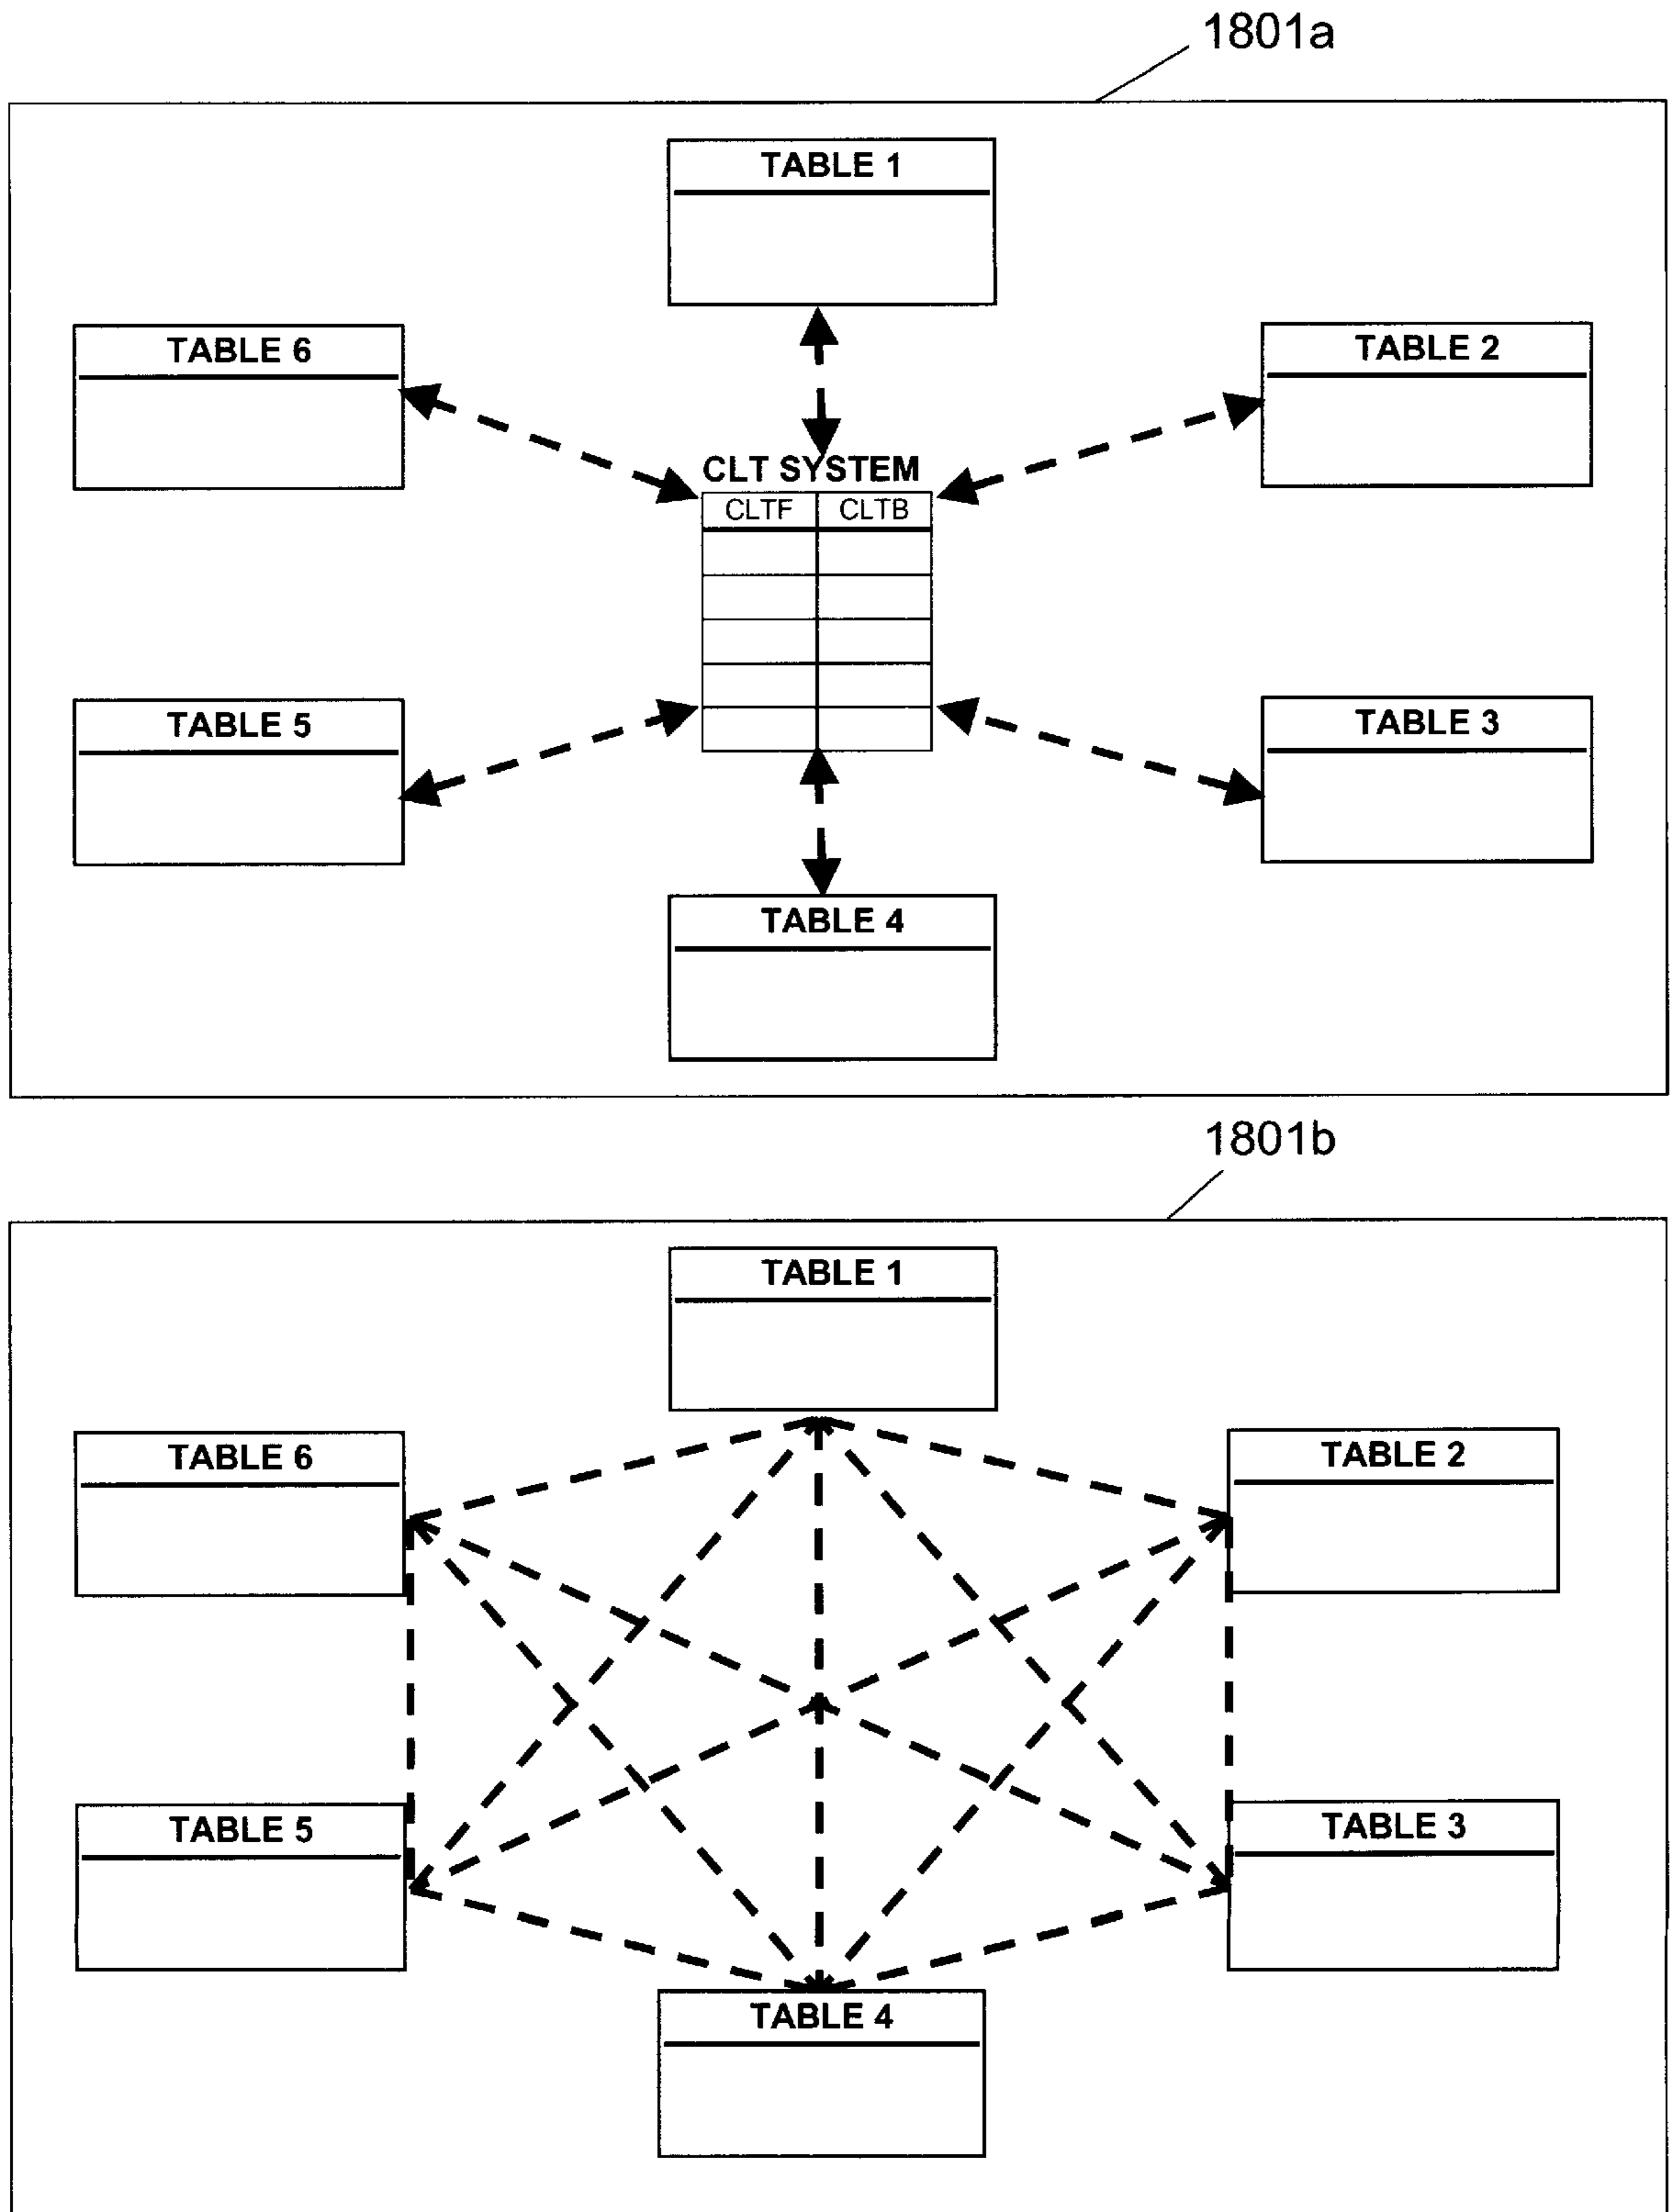 1801a
TABLE 1
TABLE 6
TABLE 2
CLT SYSTEM
CLTF CLTB
TABLE 5
TABLE 3
TABLE 4
1801b
TABLE 1
TABLE 6
TABLE 2
TABLE 5
TABLE 3
TABLE 4